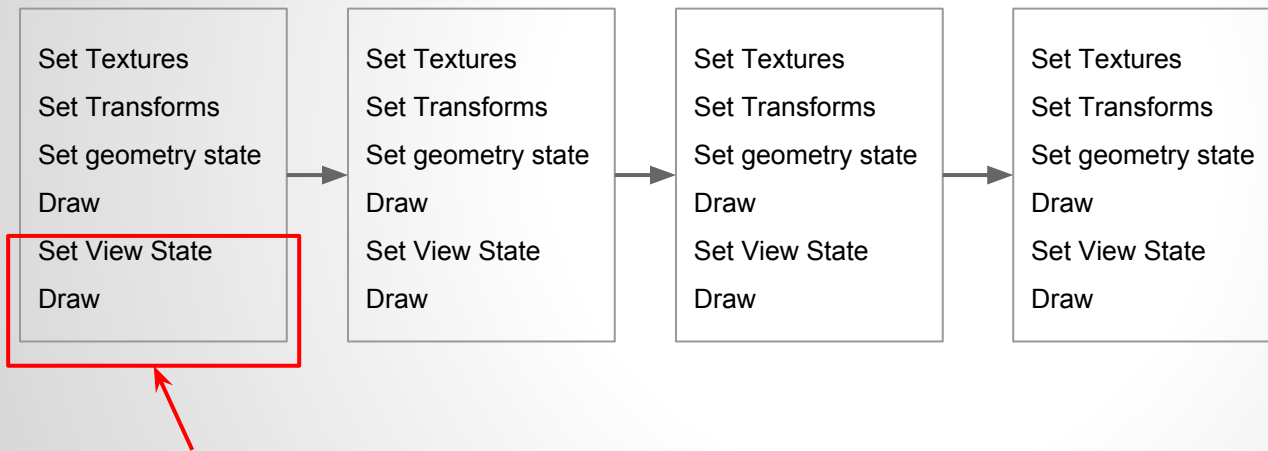 Set Textures
Set Transforms
Set geometry state
Draw
Set View State
Draw
Set Textures
Set Transforms
Set geometry state
Draw
Set View State
Draw
Set Textures
Set Transforms
Set geometry state
Draw
Set View State
Draw
Set Textures
Set Transforms
Set geometry state
Draw
Set View State
Draw